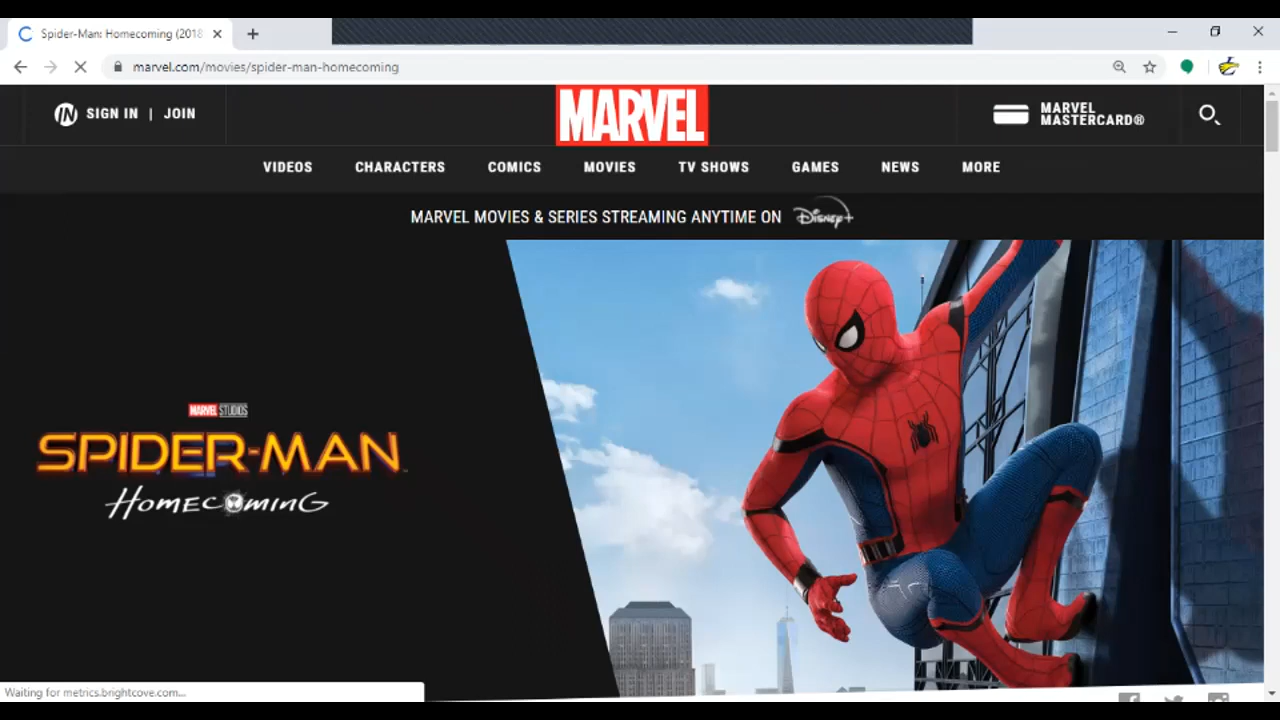 Spider-Man: Homecoming (2018
marvel.com/movies/spider-man-homecoming
IN SIGN IN | JOIN
MARVEL
MARVEL
MASTERCARD®
VIDEOS CHARACTERS COMICS MOVIES TV SHOWS GAMES NEWS MORE
MARVEL MOVIES & SERIES STREAMING ANYTIME ON Disney+
MARVEL STUDIOS
SPIDER-MAN
HOMECOMING
Waiting for metrics.brightcove.com...